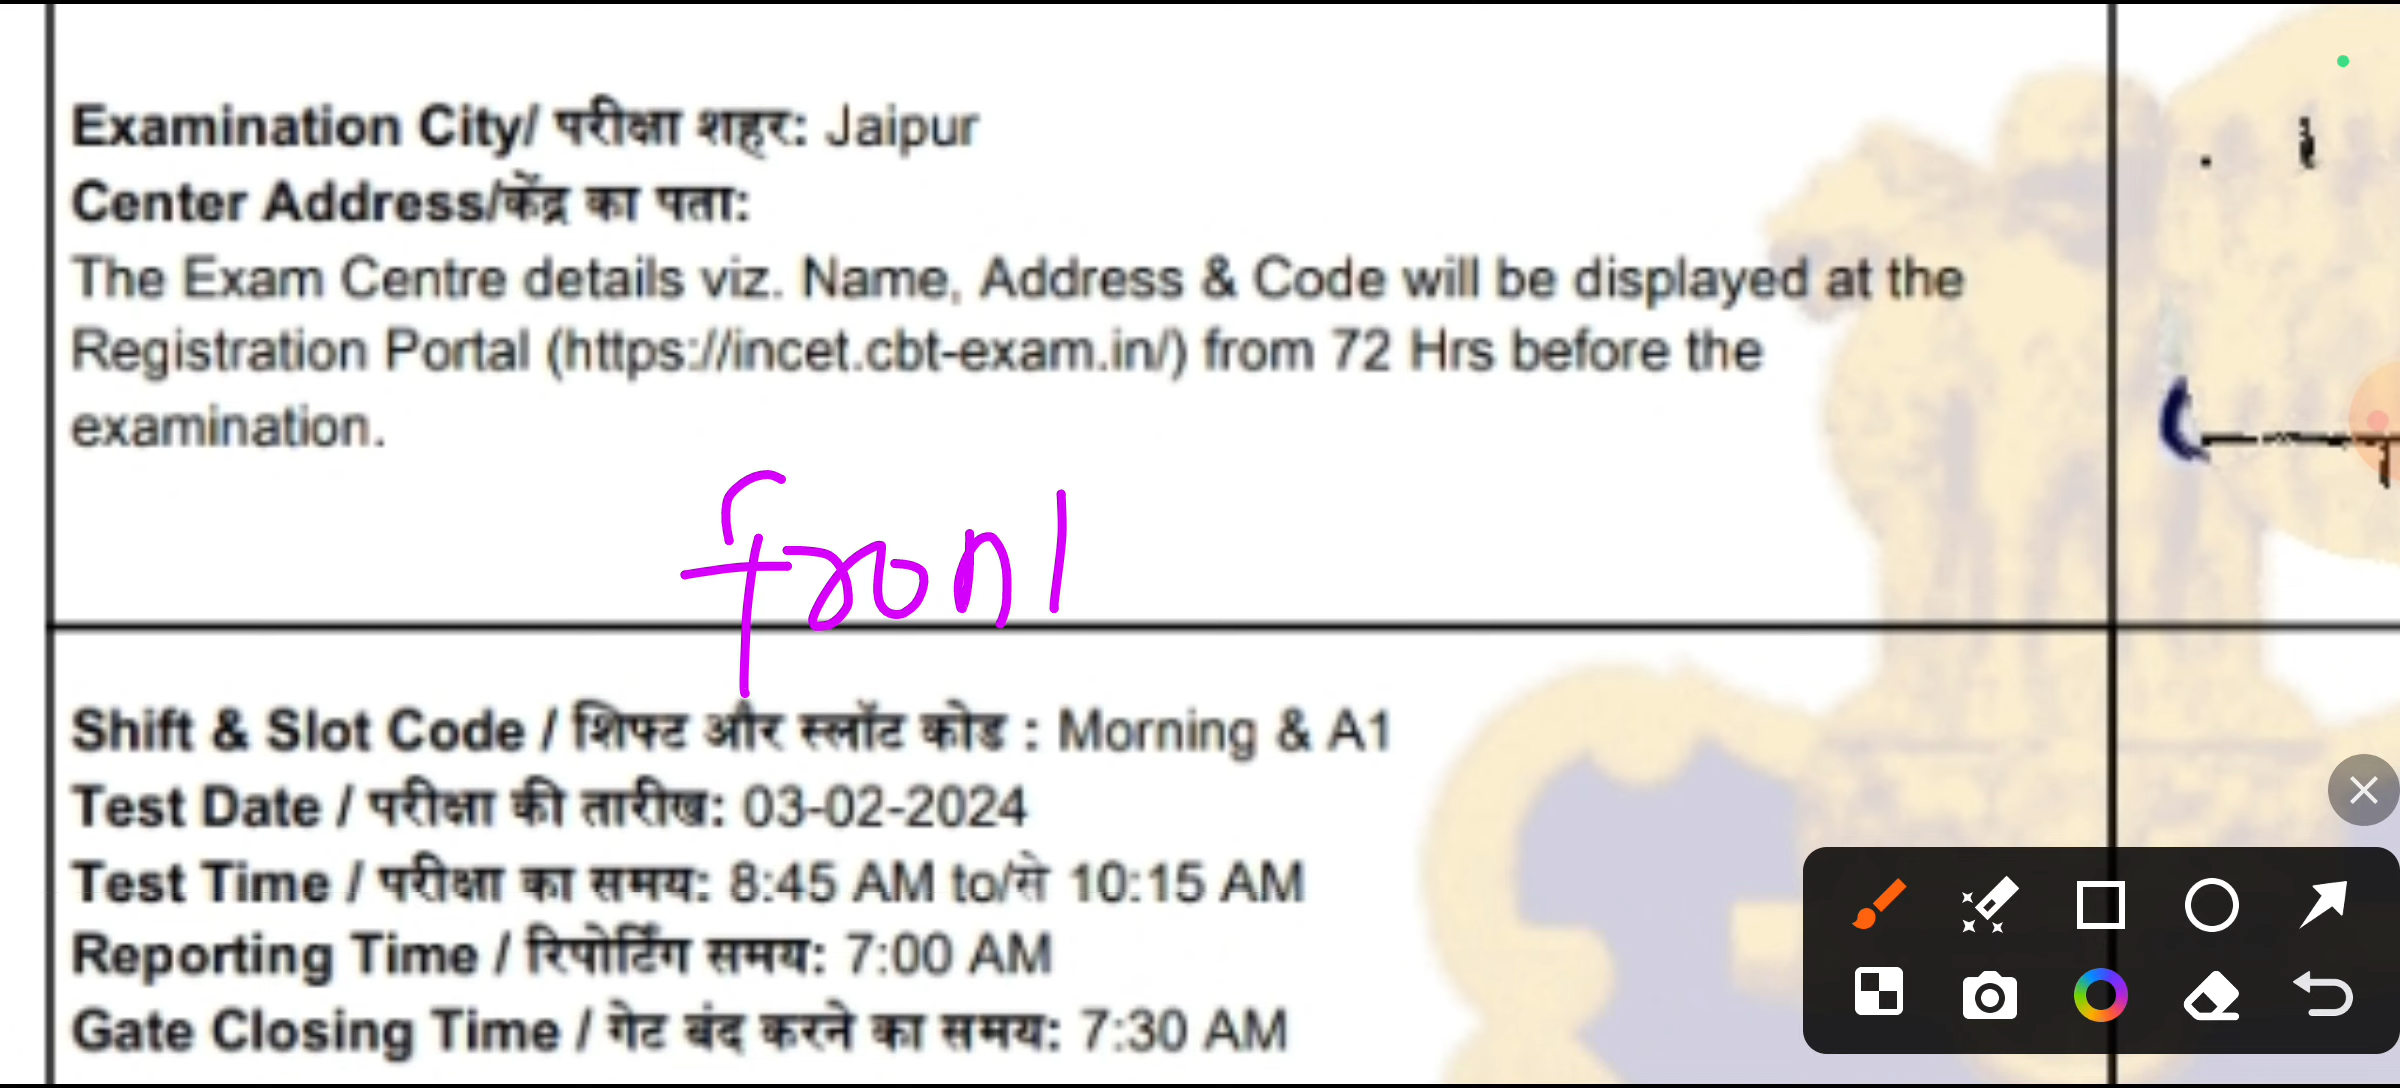 Examination City/ परीक्षा शहर: Jaipur
Center Address/केंद्र का पता:
The Exam Centre details viz. Name, Address & Code will be displayed at the
Registration Portal (https://incet.cbt-exam.in/) from 72 Hrs before the
examination.
Shift & Slot Code / शिफ्ट और स्लॉट कोड : Morning & A1
Test Date / परीक्षा की तारीख: 03-02-2024
Test Time / परीक्षा का समय: 8:45 AM to/से 10:15 AM
Reporting Time / रिपोर्टिंग समय: 7:00 AM
Gate Closing Time / गेट बंद करने का समय: 7:30 AM